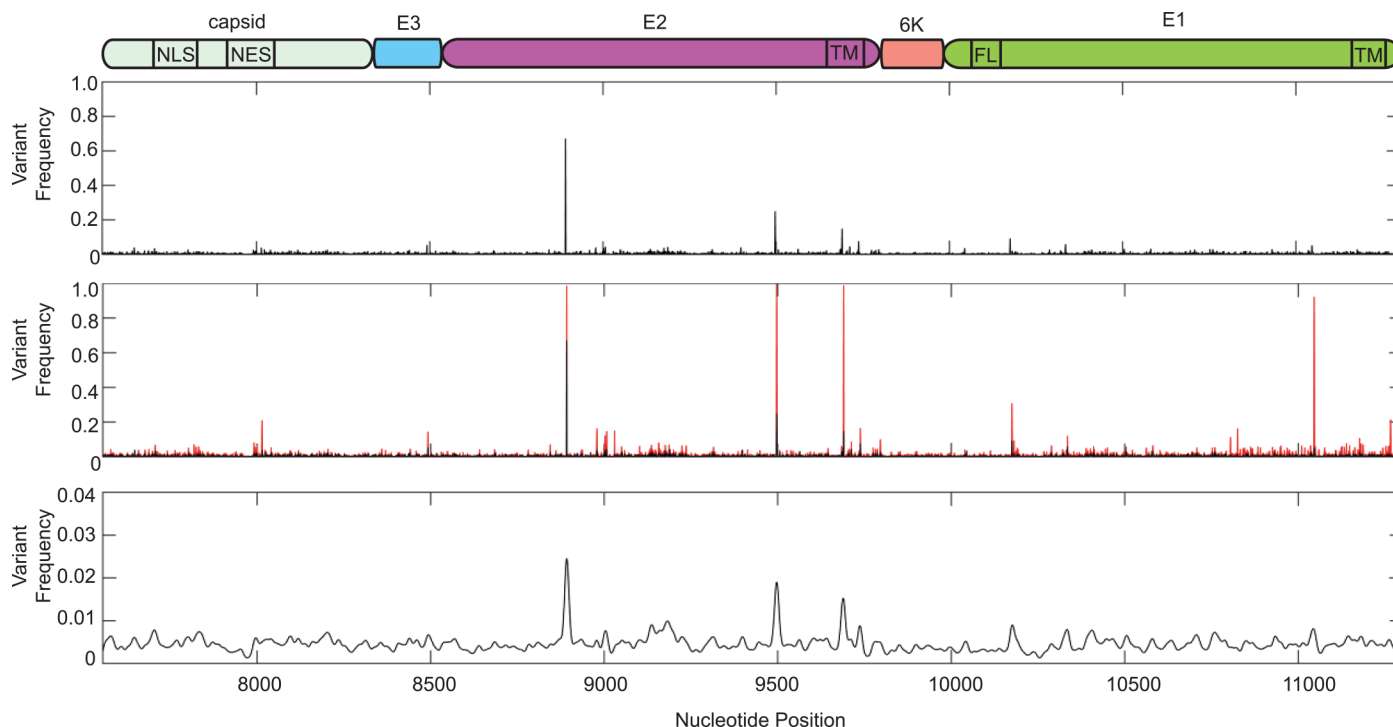 capsid E3 E2 6K E1
NLS NES TM FL TM
Variant
Frequency
1.0
0.8
0.6
0.4
0.2
0
Variant
Frequency
1.0
0.8
0.6
0.4
0.2
0
Variant
Frequency
0.04
0.03
0.02
0.01
0
8000 8500 9000 9500 10000 10500 11000
Nucleotide Position